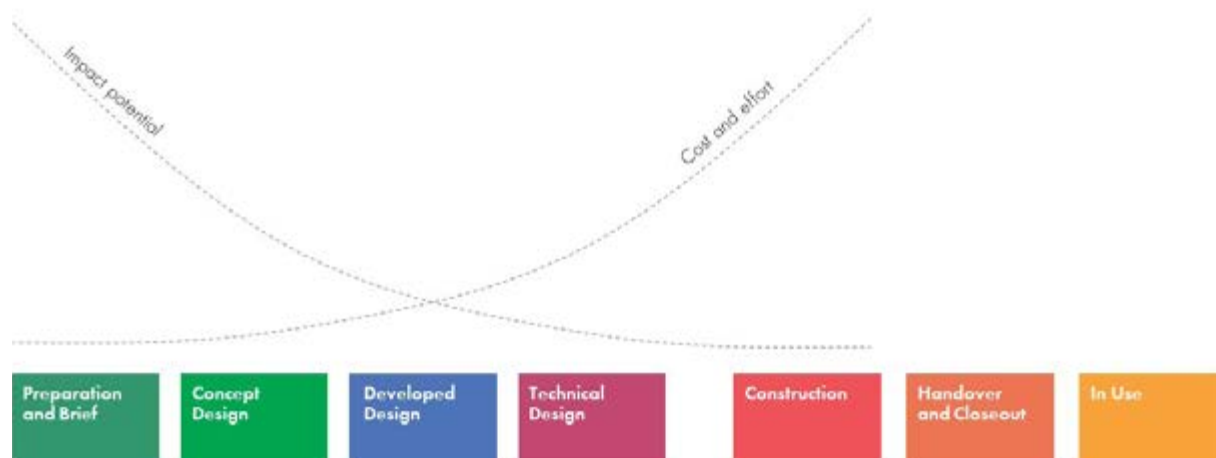 Impact potential
Cost and effort
Preparation
and Brief
Concept
Design
Developed
Design
Technical
Design
Construction
Handover
and Closeout
In Use